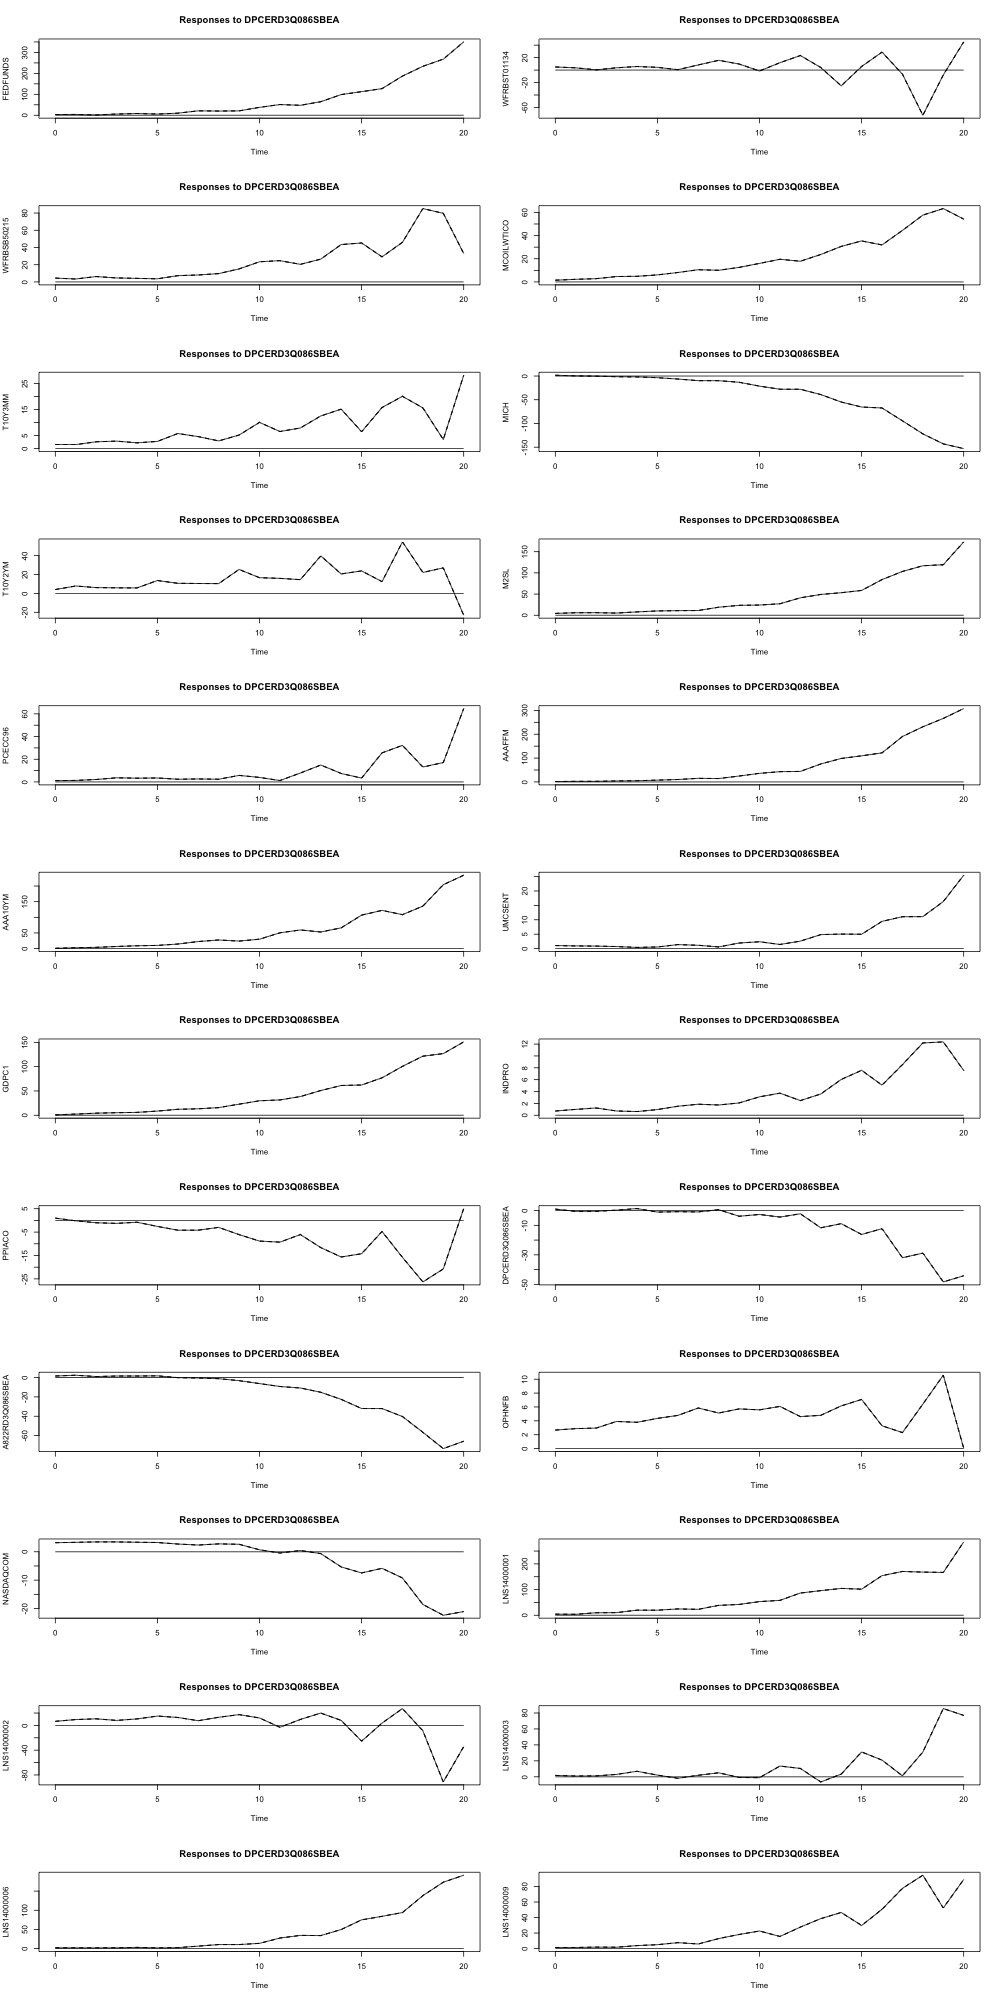 Responses to DPCERD3Q086SBEA
FEDFUNDS
0 100 200 300
0 5 10 15 20
Time
Responses to DPCERD3Q086SBEA
WFRBST01134
-60 -20 20
0 5 10 15 20
Time
Responses to DPCERD3Q086SBEA
WFRBSB50215
0 20 40 60 80
0 5 10 15 20
Time
Responses to DPCERD3Q086SBEA
MCOILWTICO
0 20 40 60
0 5 10 15 20
Time
Responses to DPCERD3Q086SBEA
T10Y3MM
0 5 15 25
0 5 10 15 20
Time
Responses to DPCERD3Q086SBEA
MICH
-150 -100 -50 0
0 5 10 15 20
Time
Responses to DPCERD3Q086SBEA
T10Y2YM
-20 0 20 40
0 5 10 15 20
Time
Responses to DPCERD3Q086SBEA
M2SL
0 50 100 150
0 5 10 15 20
Time
Responses to DPCERD3Q086SBEA
PCECC96
0 20 40 60
0 5 10 15 20
Time
Responses to DPCERD3Q086SBEA
AAAFFM
0 100 200 300
0 5 10 15 20
Time
Responses to DPCERD3Q086SBEA
AAA10YM
0 50 150
0 5 10 15 20
Time
Responses to DPCERD3Q086SBEA
UMCSENT
0 5 10 20
0 5 10 15 20
Time
Responses to DPCERD3Q086SBEA
GDPC1
0 50 100 150
0 5 10 15 20
Time
Responses to DPCERD3Q086SBEA
INDPRO
0 2 4 6 8 12
0 5 10 15 20
Time
Responses to DPCERD3Q086SBEA
PPIACO
-25 -15 -5 5
0 5 10 15 20
Time
Responses to DPCERD3Q086SBEA
DPCERD3Q086SBEA
-50 -30 -10 0
0 5 10 15 20
Time
Responses to DPCERD3Q086SBEA
A822RD3Q086SBEA
-60 -40 -20 0
0 5 10 15 20
Time
Responses to DPCERD3Q086SBEA
OPHNFB
0 2 4 6 8 10
0 5 10 15 20
Time
Responses to DPCERD3Q086SBEA
NASDAQCOM
-20 -10 0
0 5 10 15 20
Time
Responses to DPCERD3Q086SBEA
LNS14000001
0 100 200
0 5 10 15 20
Time
Responses to DPCERD3Q086SBEA
LNS14000002
-80 -40 0
0 5 10 15 20
Time
Responses to DPCERD3Q086SBEA
LNS14000003
0 20 40 60 80
0 5 10 15 20
Time
Responses to DPCERD3Q086SBEA
LNS14000006
0 50 100
0 5 10 15 20
Time
Responses to DPCERD3Q086SBEA
LNS14000009
0 20 40 60 80
0 5 10 15 20
Time